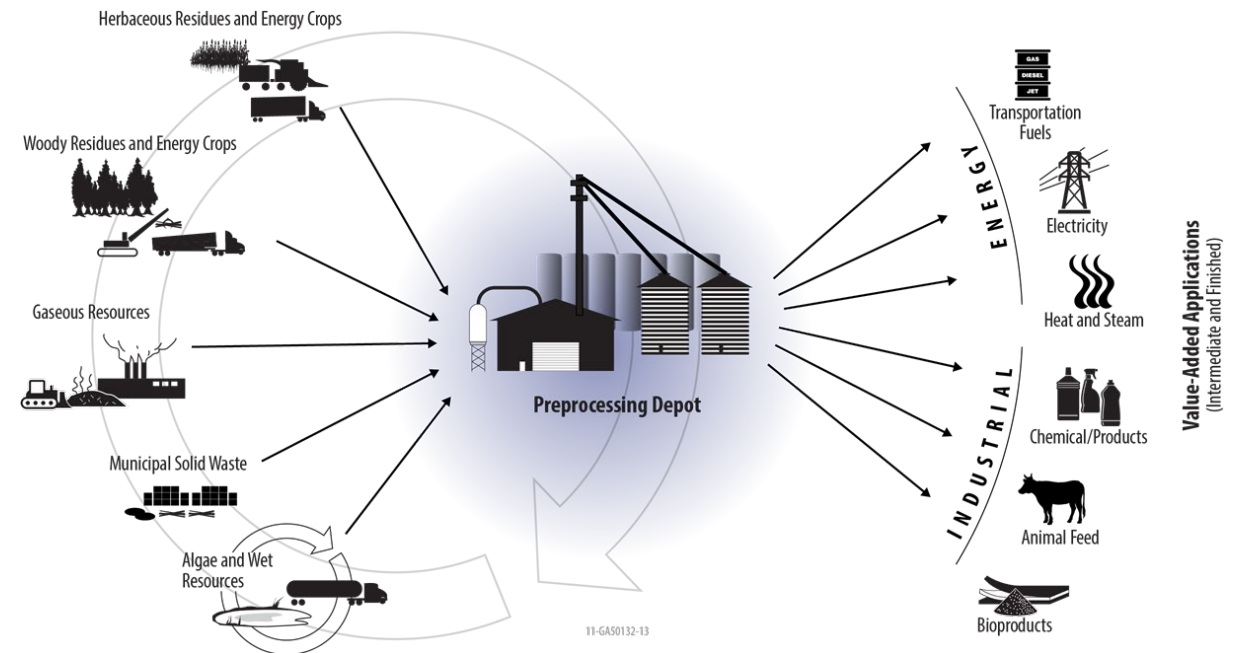 Herbaceous Residues and Energy Crops
Woody Residues and Energy Crops
Gaseous Resources
Municipal Solid Waste
Algae and Wet
Resources
Preprocessing Depot
11-GA50132-13
ENERGY
INDUSTRIAL
GAS
DIESEL
JET
Transportation
Fuels
Electricity
Heat and Steam
Chemical/Products
Animal Feed
Bioproducts
Value-Added Applications
(Intermediate and Finished)